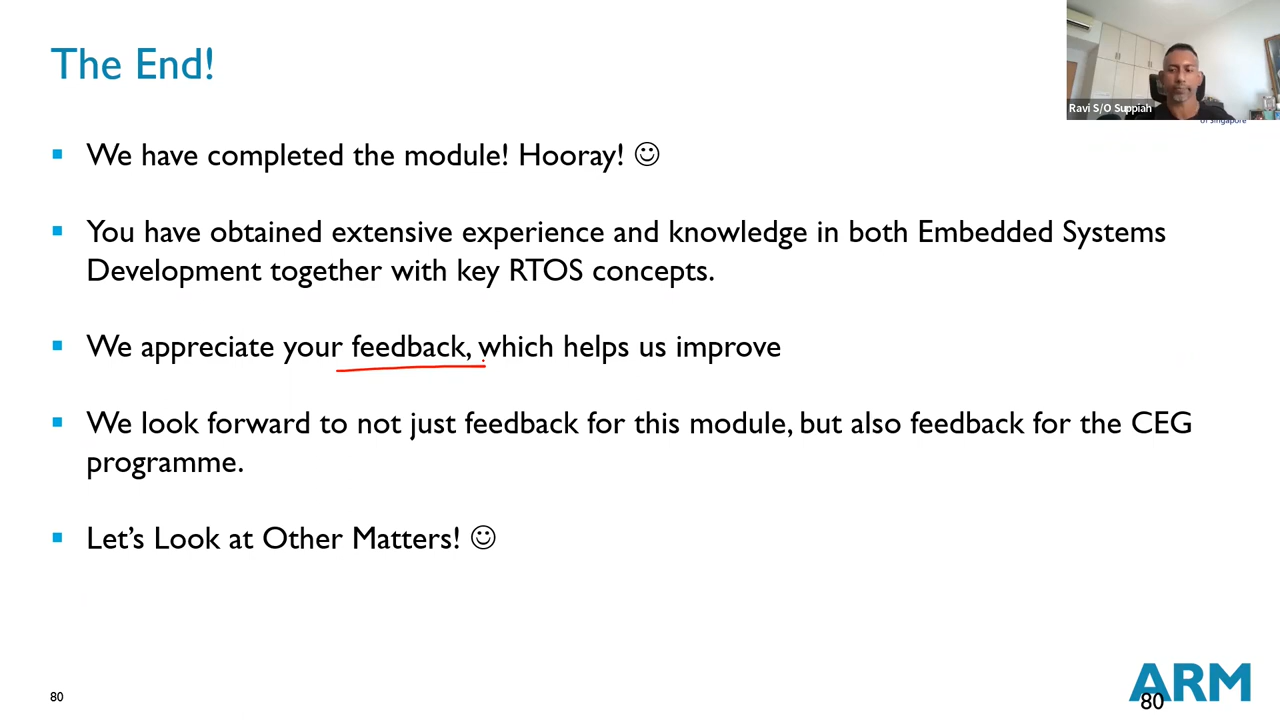 The End!
Ravi S/O Suppiah
of Singapore
We have completed the module! Hooray! ☺
You have obtained extensive experience and knowledge in both Embedded Systems
Development together with key RTOS concepts.
We appreciate your feedback, which helps us improve
We look forward to not just feedback for this module, but also feedback for the CEG
programme.
Let’s Look at Other Matters! ☺
80
ARM
80